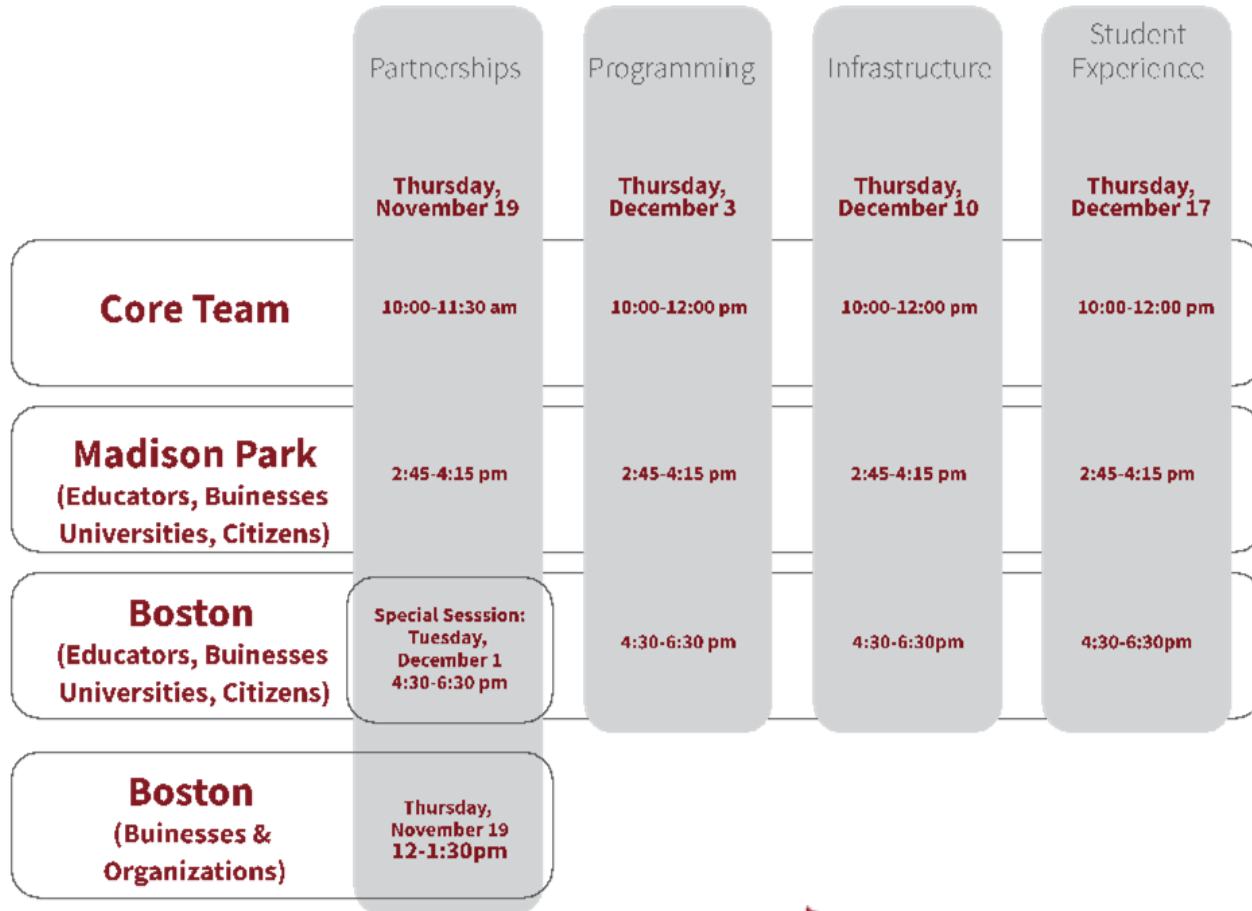 Partnerships
Programming
Infrastructure
Student
Experience
Thursday,
November 19
Thursday,
December 3
Thursday,
December 10
Thursday,
December 17
Core Team
10:00-11:30 am
10:00-12:00 pm
10:00-12:00 pm
10:00-12:00 pm
Madison Park
(Educators, Buinesses
Universities, Citizens)
2:45-4:15 pm
2:45-4:15 pm
2:45-4:15 pm
2:45-4:15 pm
Boston
(Educators, Buinesses
Universities, Citizens)
Special Sesssion:
Tuesday,
December 1
4:30-6:30 pm
4:30-6:30 pm
4:30-6:30pm
4:30-6:30pm
Boston
(Buinesses &
Organizations)
Thursday,
November 19
12-1:30pm